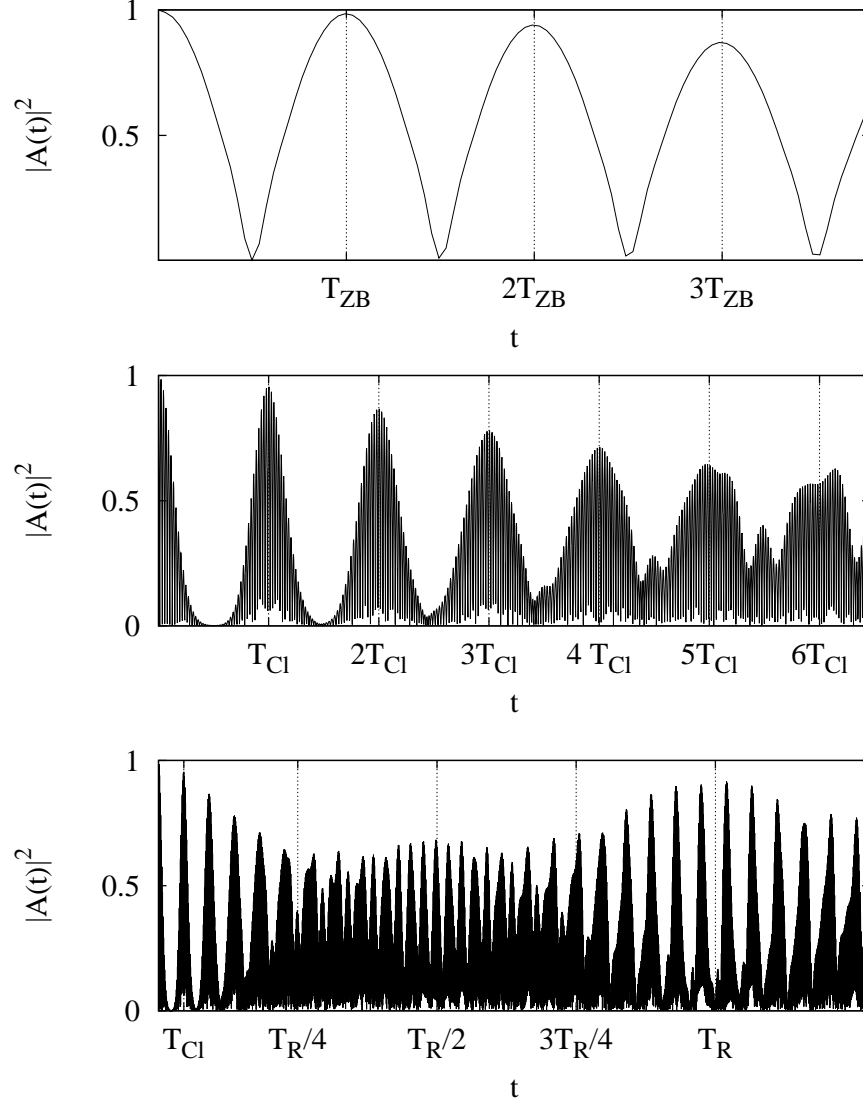 1
0.5
|A(t)|²
T_ZB 2T_ZB 3T_ZB
t
1
0.5
0
|A(t)|²
T_Cl 2T_Cl 3T_Cl 4 T_Cl 5T_Cl 6T_Cl
t
1
0.5
0
|A(t)|²
T_Cl T_R/4 T_R/2 3T_R/4 T_R
t